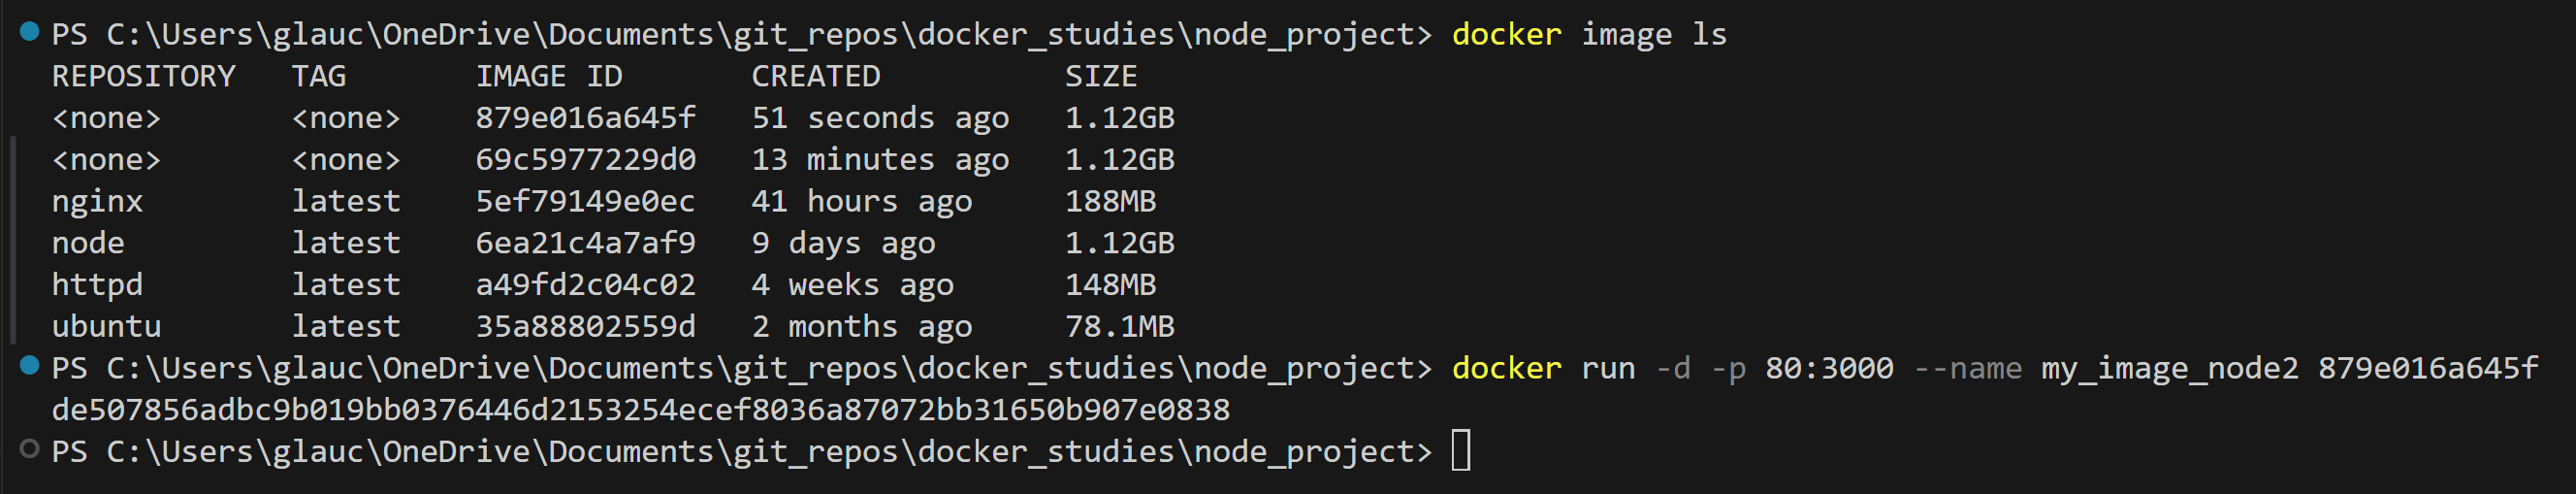 PS C:\Users\glauc\OneDrive\Documents\git_repos\docker_studies\node_project> docker image ls
REPOSITORY   TAG       IMAGE ID       CREATED          SIZE
<none>       <none>    879e016a645f   51 seconds ago   1.12GB
<none>       <none>    69c5977229d0   13 minutes ago   1.12GB
nginx        latest    5ef79149e0ec   41 hours ago     188MB
node         latest    6ea21c4a7af9   9 days ago       1.12GB
httpd        latest    a49fd2c04c02   4 weeks ago      148MB
ubuntu       latest    35a88802559d   2 months ago     78.1MB
PS C:\Users\glauc\OneDrive\Documents\git_repos\docker_studies\node_project> docker run -d -p 80:3000 --name my_image_node2 879e016a645f
de507856adbc9b019bb0376446d2153254ecef8036a87072bb31650b907e0838
PS C:\Users\glauc\OneDrive\Documents\git_repos\docker_studies\node_project>